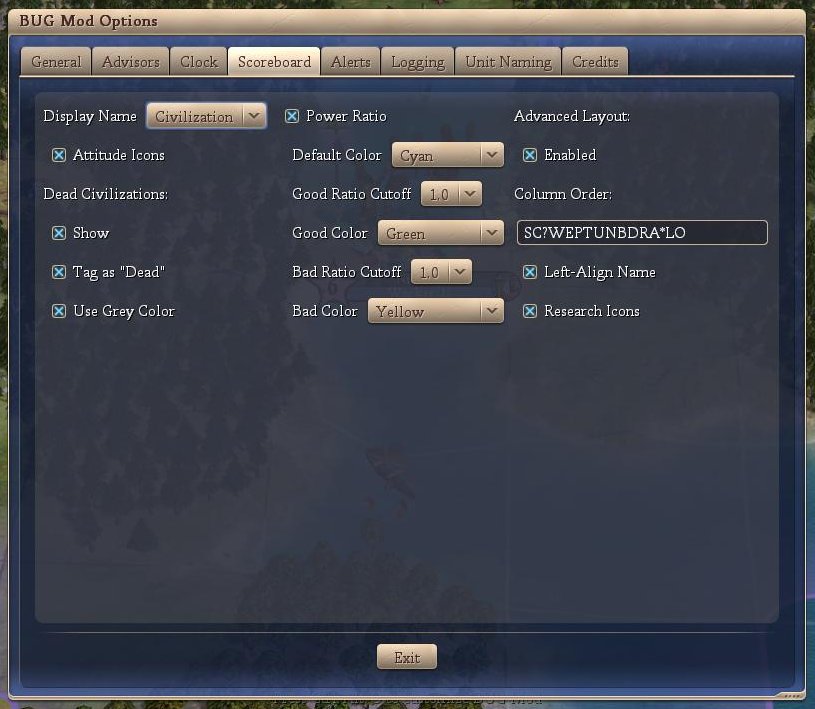 BUG Mod Options
General Advisors Clock Scoreboard Alerts Logging Unit Naming Credits
Display Name Civilization Power Ratio Advanced Layout:
Attitude Icons Default Color Cyan Enabled
Dead Civilizations: Good Ratio Cutoff 1.0 Column Order:
Show Good Color Green SC?WEPTUNBDRA*LO
Tag as "Dead" Bad Ratio Cutoff 1.0 Left-Align Name
Use Grey Color Bad Color Yellow Research Icons
Exit